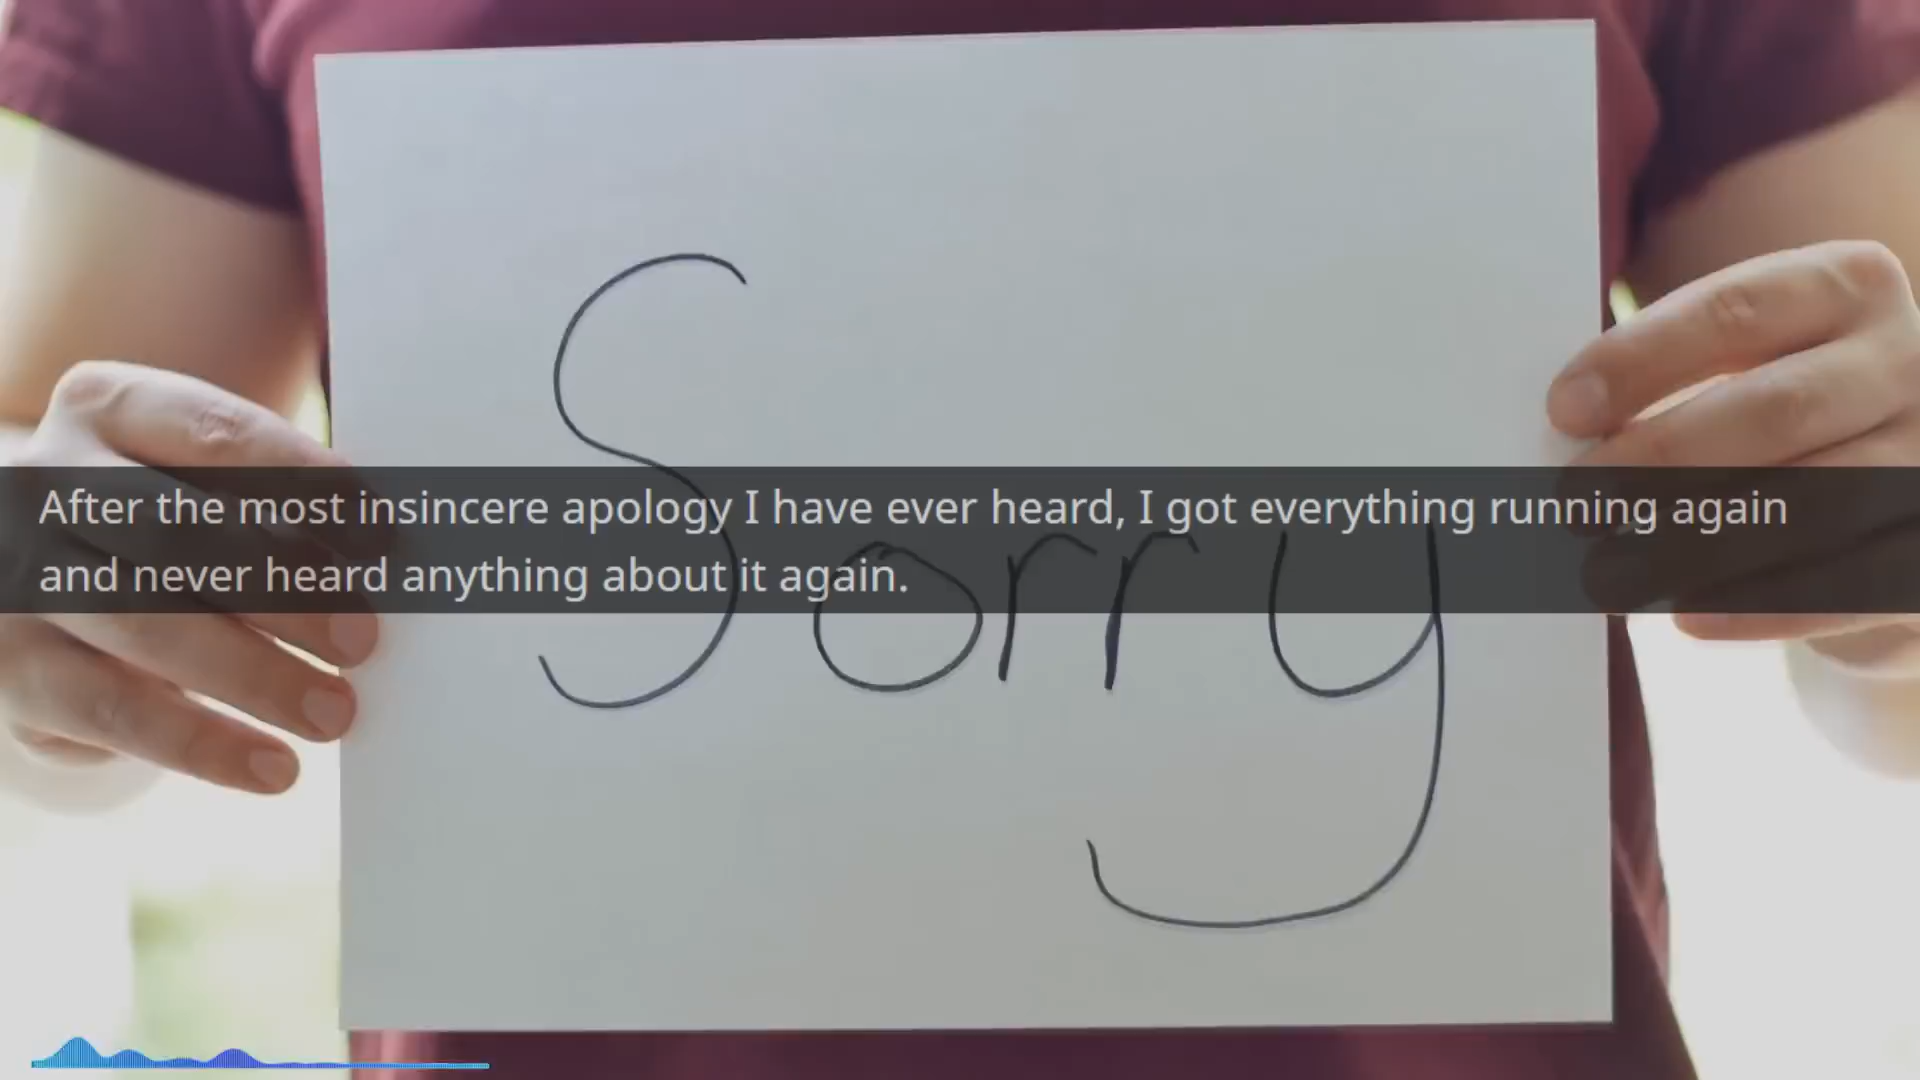 Sorry
After the most insincere apology I have ever heard, I got everything running again
and never heard anything about it again.